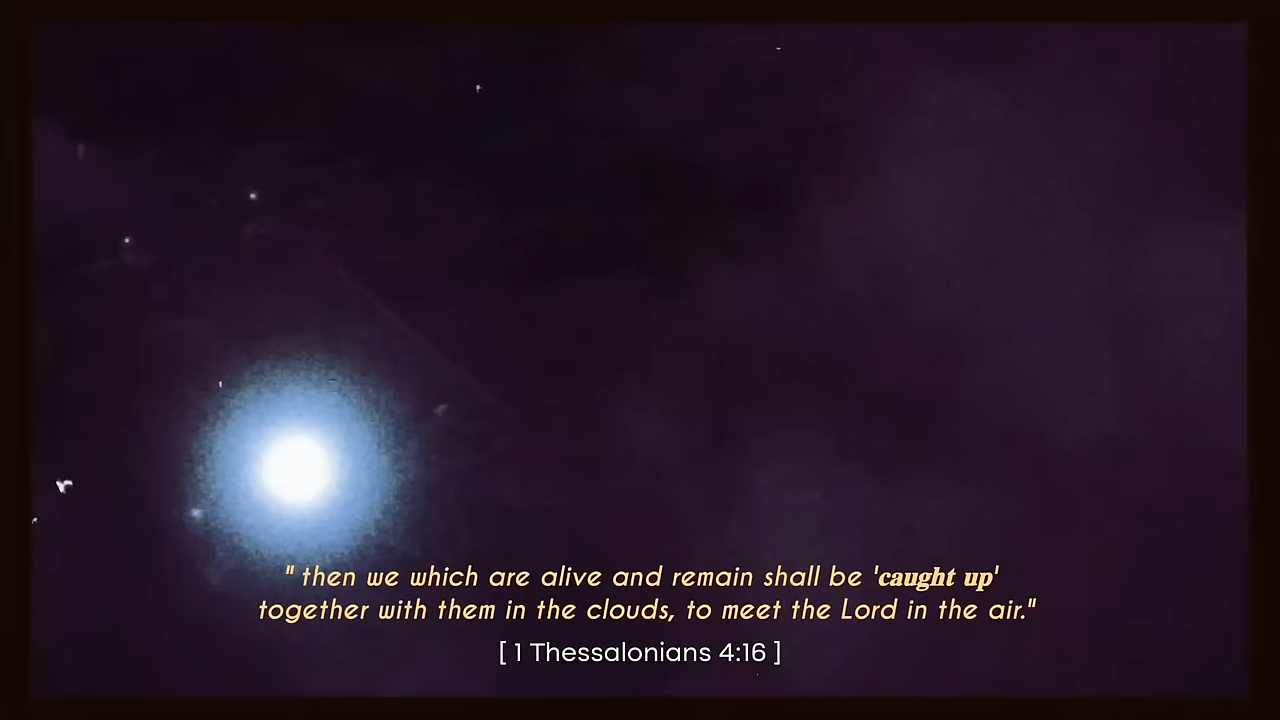 " then we which are alive and remain shall be 'caught up'
together with them in the clouds, to meet the Lord in the air."
[ 1 Thessalonians 4:16 ]